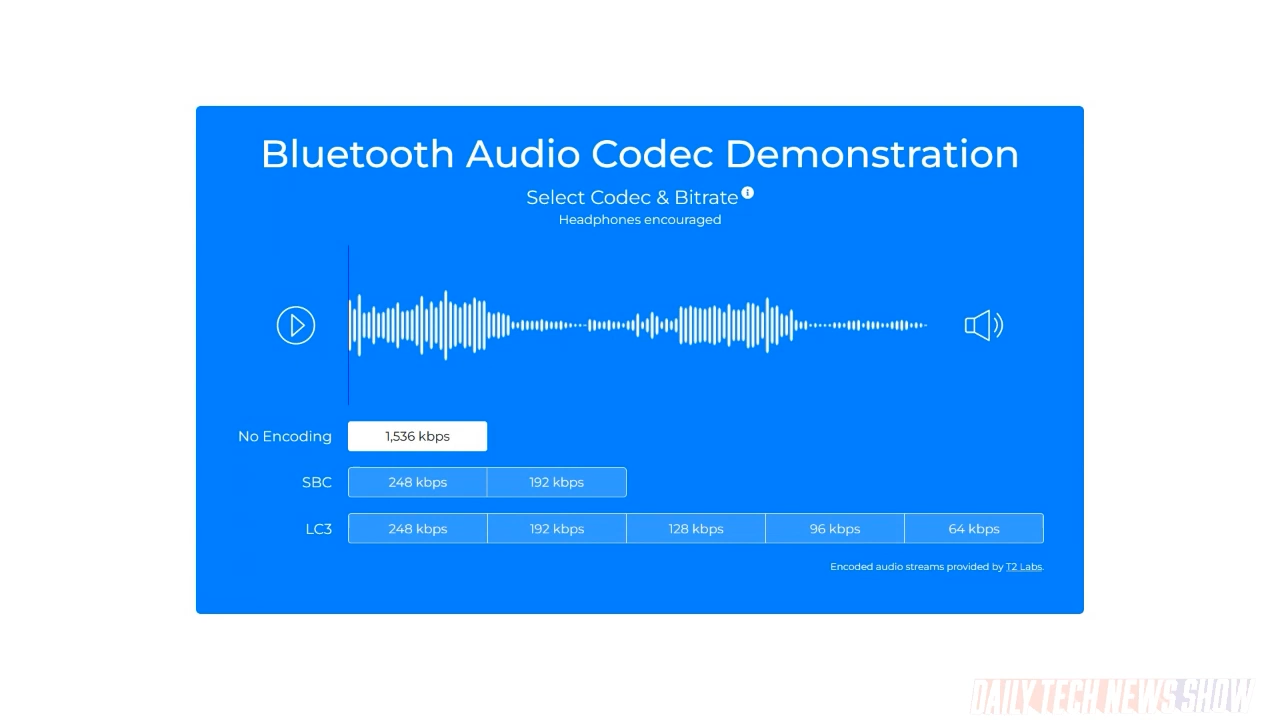 Bluetooth Audio Codec Demonstration
Select Codec & Bitrate
Headphones encouraged
No Encoding 1,536 kbps
SBC 248 kbps 192 kbps
LC3 248 kbps 192 kbps 128 kbps 96 kbps 64 kbps
Encoded audio streams provided by T2 Labs.
DAILY TECH NEWS SHOW